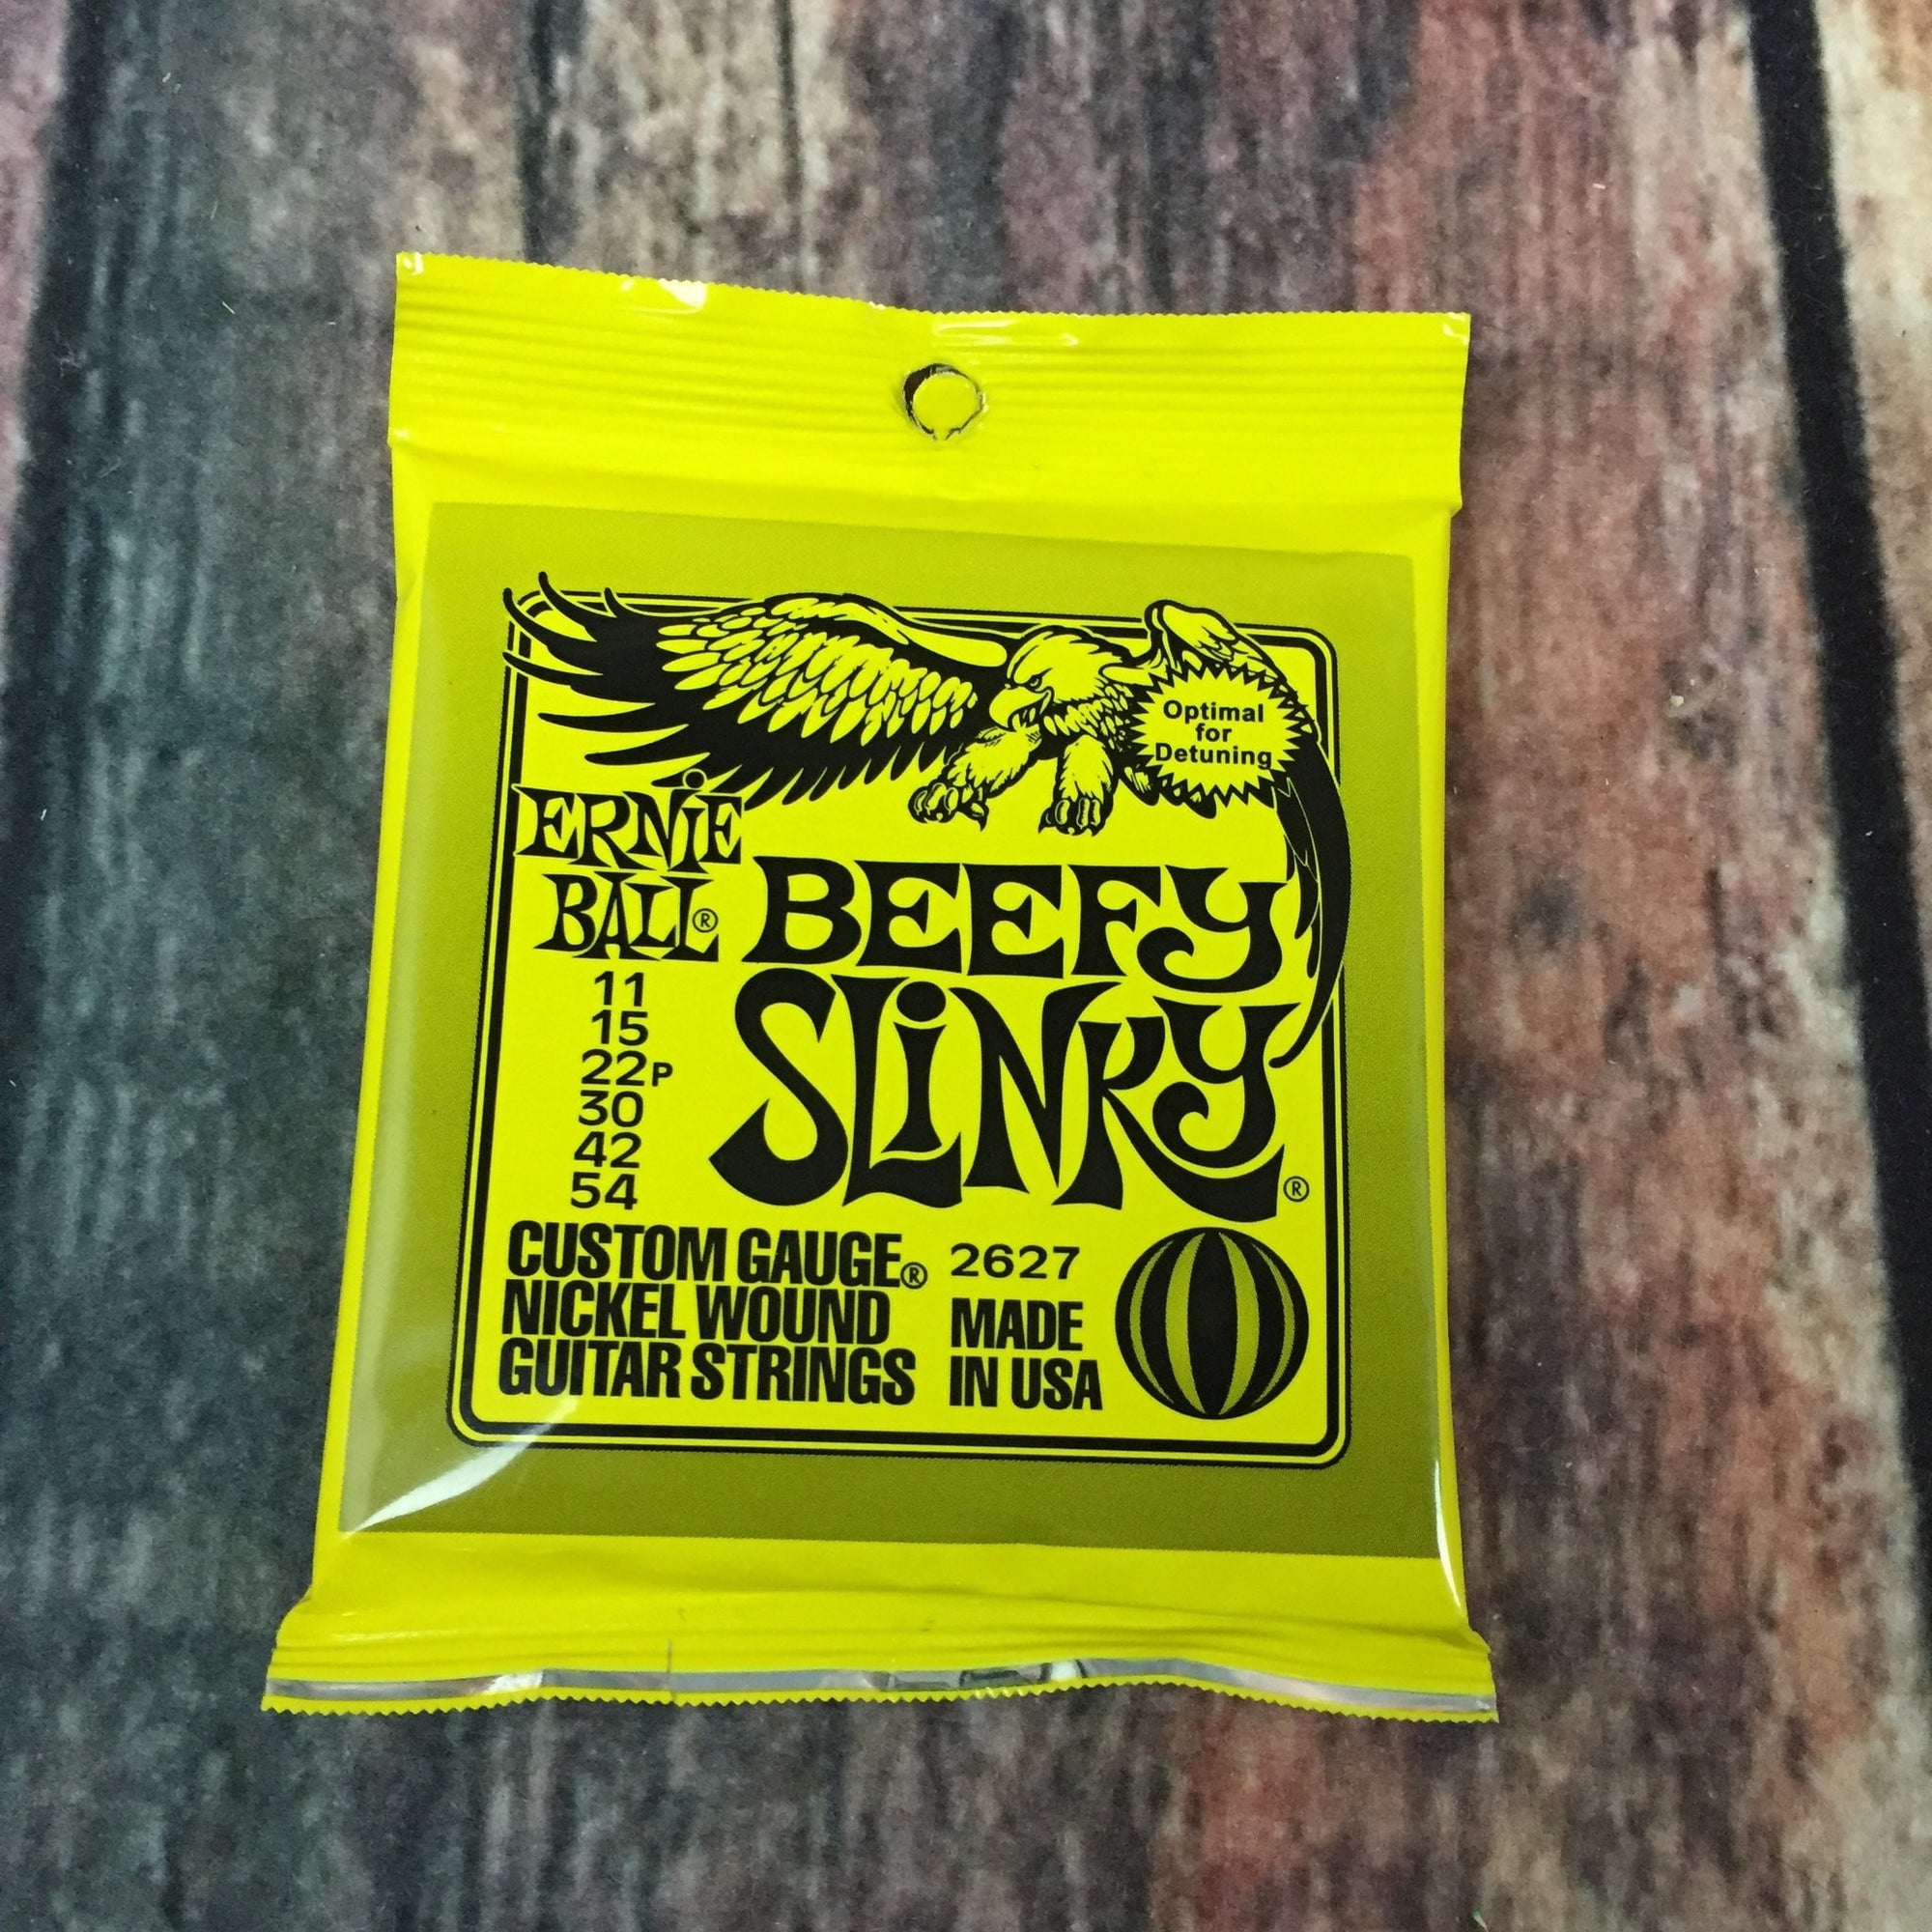 Optimal
for
Detuning
ERNiE
BALL®
BEEFY
SLiNKY®
11
15
22P
30
42
54
CUSTOM GAUGE®
NICKEL WOUND
GUITAR STRINGS
2627
MADE
IN USA